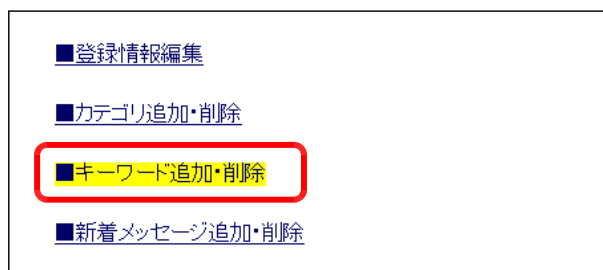 ■登録情報編集
■カテゴリ追加・削除
■キーワード追加・削除
■新着メッセージ追加・削除